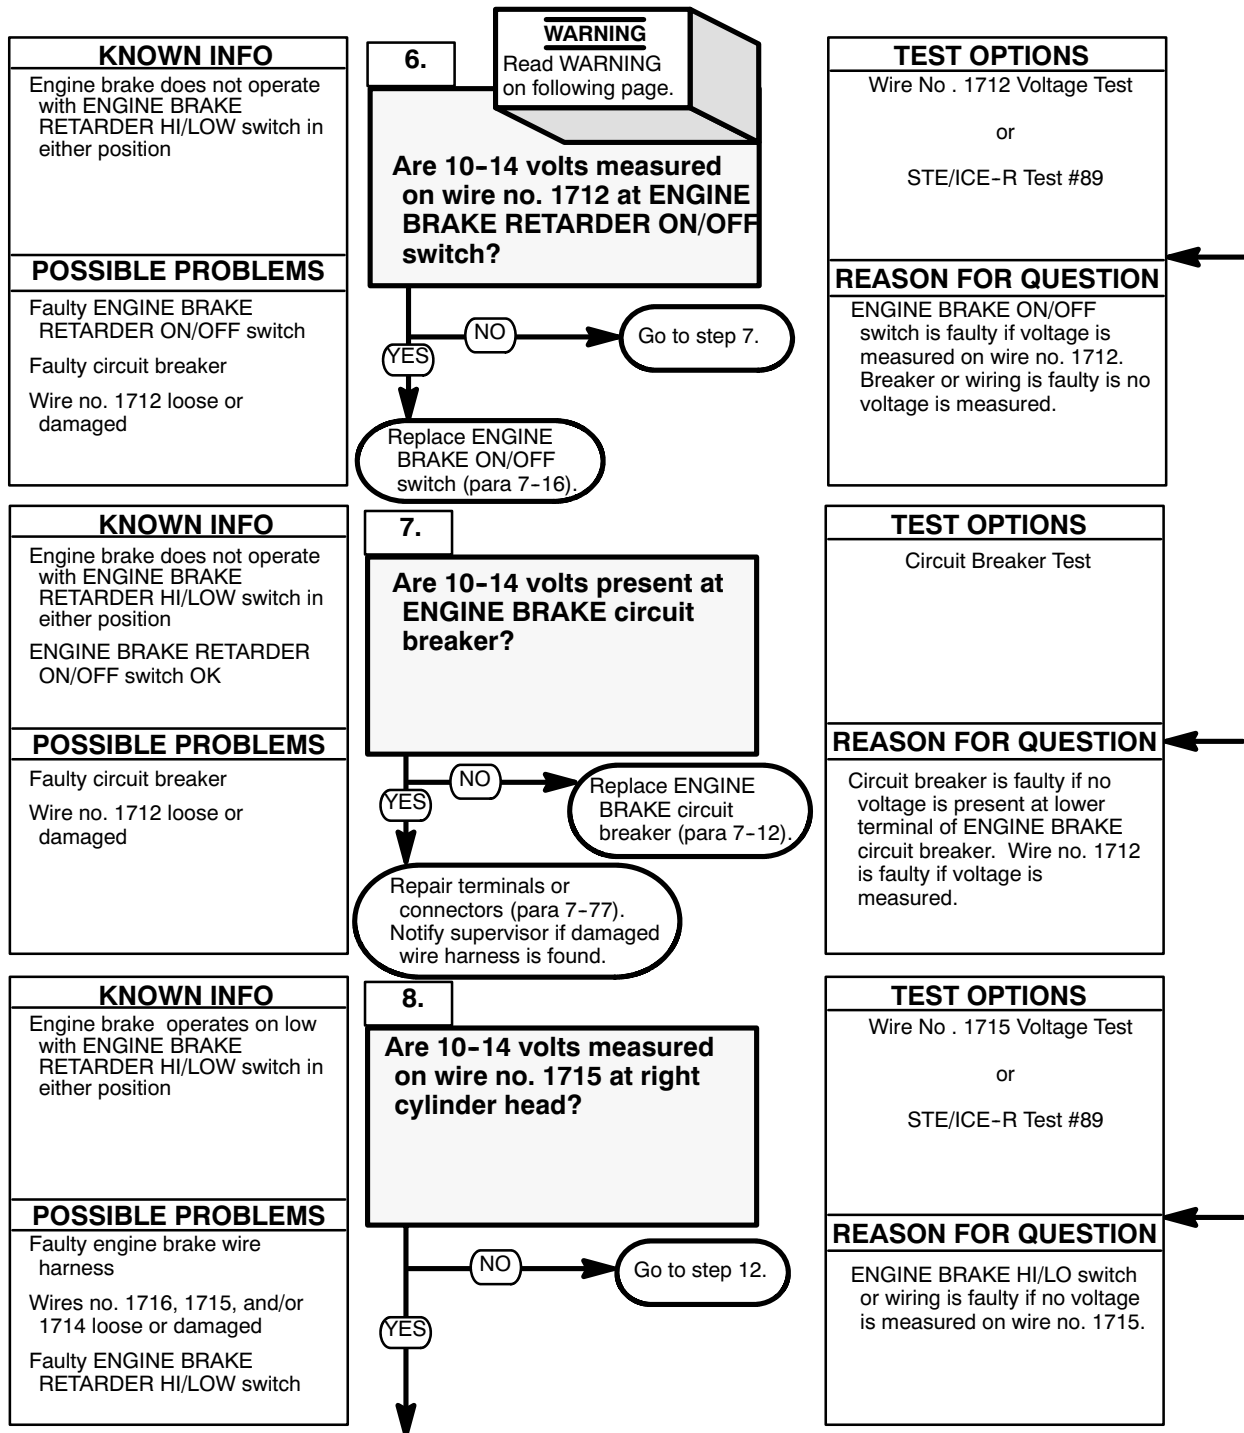 KNOWN INFO
Engine brake does not operate
with ENGINE BRAKE
RETARDER HI/LOW switch in
either position
POSSIBLE PROBLEMS
Faulty ENGINE BRAKE
RETARDER ON/OFF switch
Faulty circuit breaker
Wire no. 1712 loose or
damaged
6.
WARNING
Read WARNING
on following page.
Are 10-14 volts measured
on wire no. 1712 at ENGINE
BRAKE RETARDER ON/OFF
switch?
NO
Go to step 7.
YES
Replace ENGINE
BRAKE ON/OFF
switch (para 7-16).
TEST OPTIONS
Wire No . 1712 Voltage Test
or
STE/ICE-R Test #89
REASON FOR QUESTION
ENGINE BRAKE ON/OFF
switch is faulty if voltage is
measured on wire no. 1712.
Breaker or wiring is faulty is no
voltage is measured.
KNOWN INFO
Engine brake does not operate
with ENGINE BRAKE
RETARDER HI/LOW switch in
either position
ENGINE BRAKE RETARDER
ON/OFF switch OK
POSSIBLE PROBLEMS
Faulty circuit breaker
Wire no. 1712 loose or
damaged
7.
Are 10-14 volts present at
ENGINE BRAKE circuit
breaker?
NO
Replace ENGINE
BRAKE circuit
breaker (para 7-12).
YES
Repair terminals or
connectors (para 7-77).
Notify supervisor if damaged
wire harness is found.
TEST OPTIONS
Circuit Breaker Test
REASON FOR QUESTION
Circuit breaker is faulty if no
voltage is present at lower
terminal of ENGINE BRAKE
circuit breaker. Wire no. 1712
is faulty if voltage is
measured.
KNOWN INFO
Engine brake operates on low
with ENGINE BRAKE
RETARDER HI/LOW switch in
either position
POSSIBLE PROBLEMS
Faulty engine brake wire
harness
Wires no. 1716, 1715, and/or
1714 loose or damaged
Faulty ENGINE BRAKE
RETARDER HI/LOW switch
8.
Are 10-14 volts measured
on wire no. 1715 at right
cylinder head?
NO
Go to step 12.
YES
TEST OPTIONS
Wire No . 1715 Voltage Test
or
STE/ICE-R Test #89
REASON FOR QUESTION
ENGINE BRAKE HI/LO switch
or wiring is faulty if no voltage
is measured on wire no. 1715.